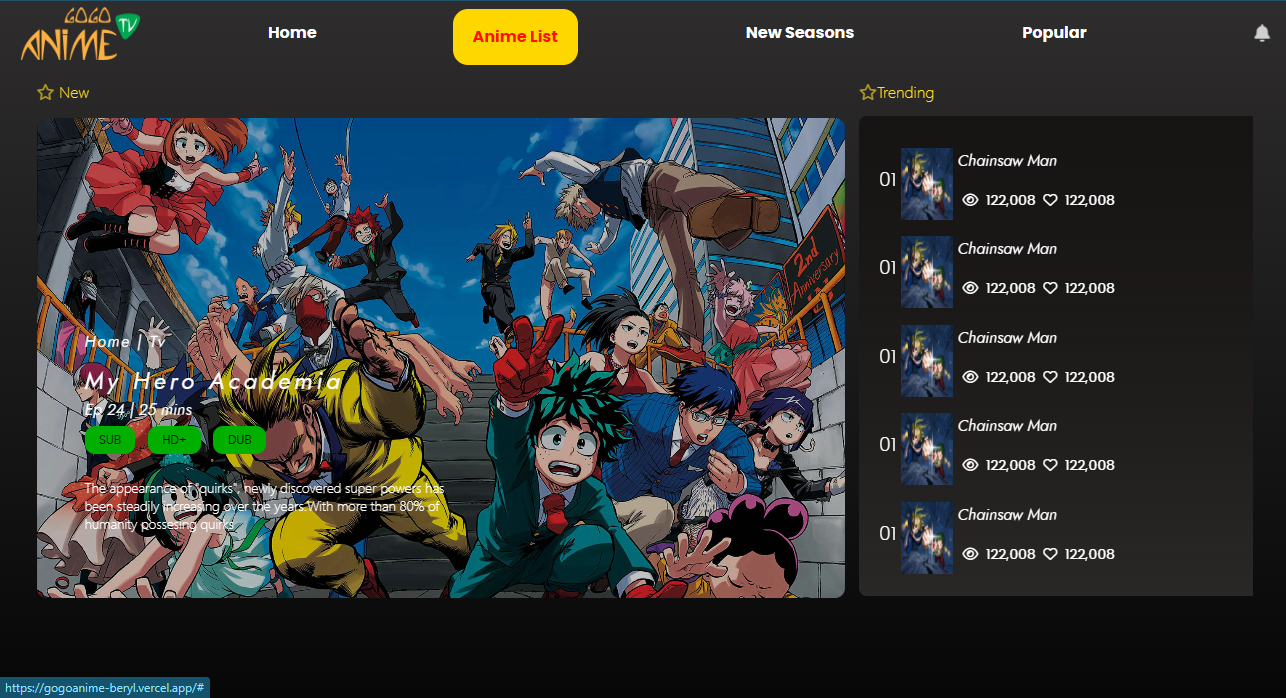 GOGO
ANIME TV
Home
Anime List
New Seasons
Popular
New
Trending
2nd
Anniversary
Home | Tv
My Hero Academia
Ep 24 | 25 mins
SUB
HD+
DUB
The appearance of "quirks", newly discovered super powers has
been steadily increasing over the years.With more than 80% of
humanity possesing quirks
01
Chainsaw Man
122,008
122,008
01
Chainsaw Man
122,008
122,008
01
Chainsaw Man
122,008
122,008
01
Chainsaw Man
122,008
122,008
01
Chainsaw Man
122,008
122,008
https://gogoanime-beryl.vercel.app/#